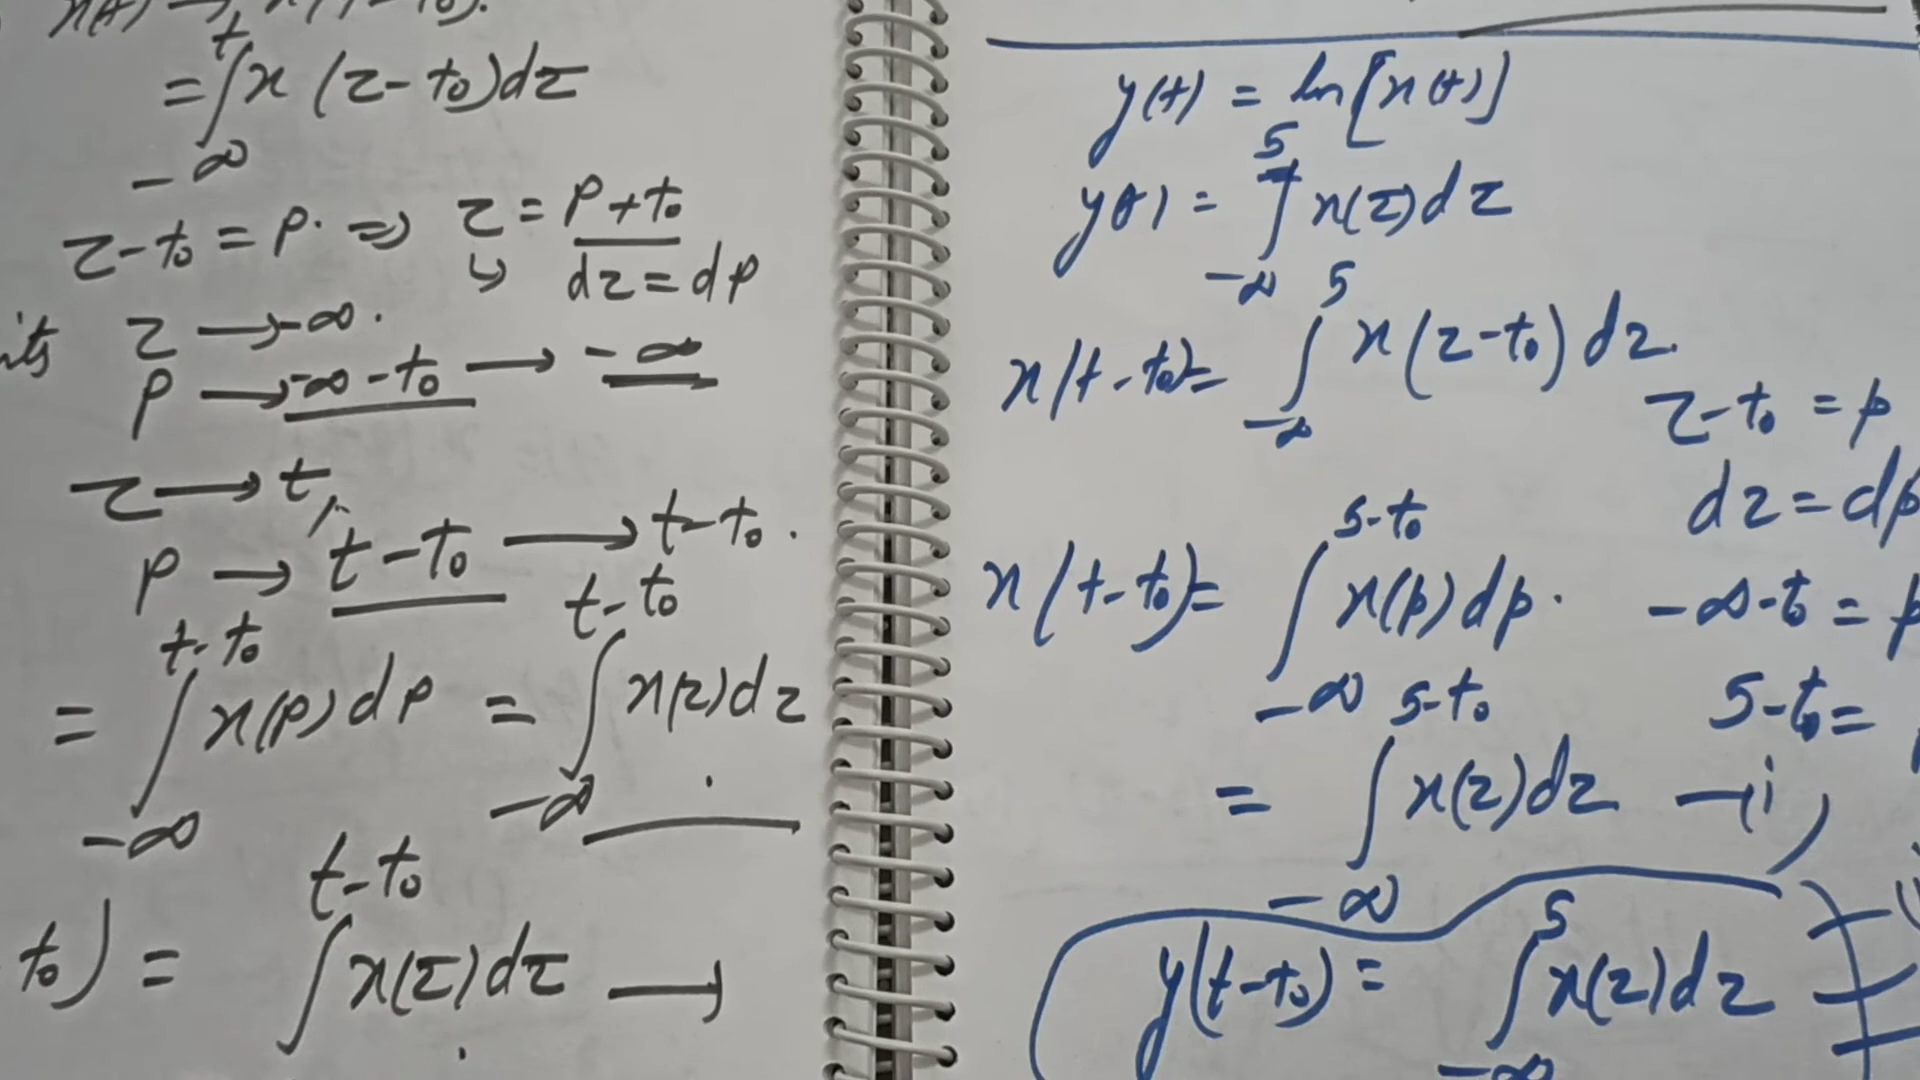 x(t) → x(t-t₀).
= ∫_{-∞}^{t} x(τ-t₀)dτ
τ-t₀ = p. ⇒ τ = p+t₀
↳ dτ = dp
τ → -∞.
p → -∞-t₀ → -∞
τ → t,
p → t-t₀ → t-t₀.
= ∫_{-∞}^{t-t₀} x(p)dp = ∫_{-∞}^{t-t₀} x(τ)dτ
t₀) = ∫^{t-t₀} x(τ)dτ →
y(t) = ln[x(t)]
y(t) = ∫_{-∞}^{5} x(τ)dτ
x(t-t₀) = ∫_{-∞}^{5} x(τ-t₀)dτ.
τ-t₀ = p
dτ = dp
x(t-t₀) = ∫_{-∞}^{5-t₀} x(p)dp.
-∞-t₀ = p
5-t₀ =
= ∫_{-∞}^{5-t₀} x(τ)dτ —(i)
y(t-t₀) = ∫_{-∞}^{5} x(τ)dτ